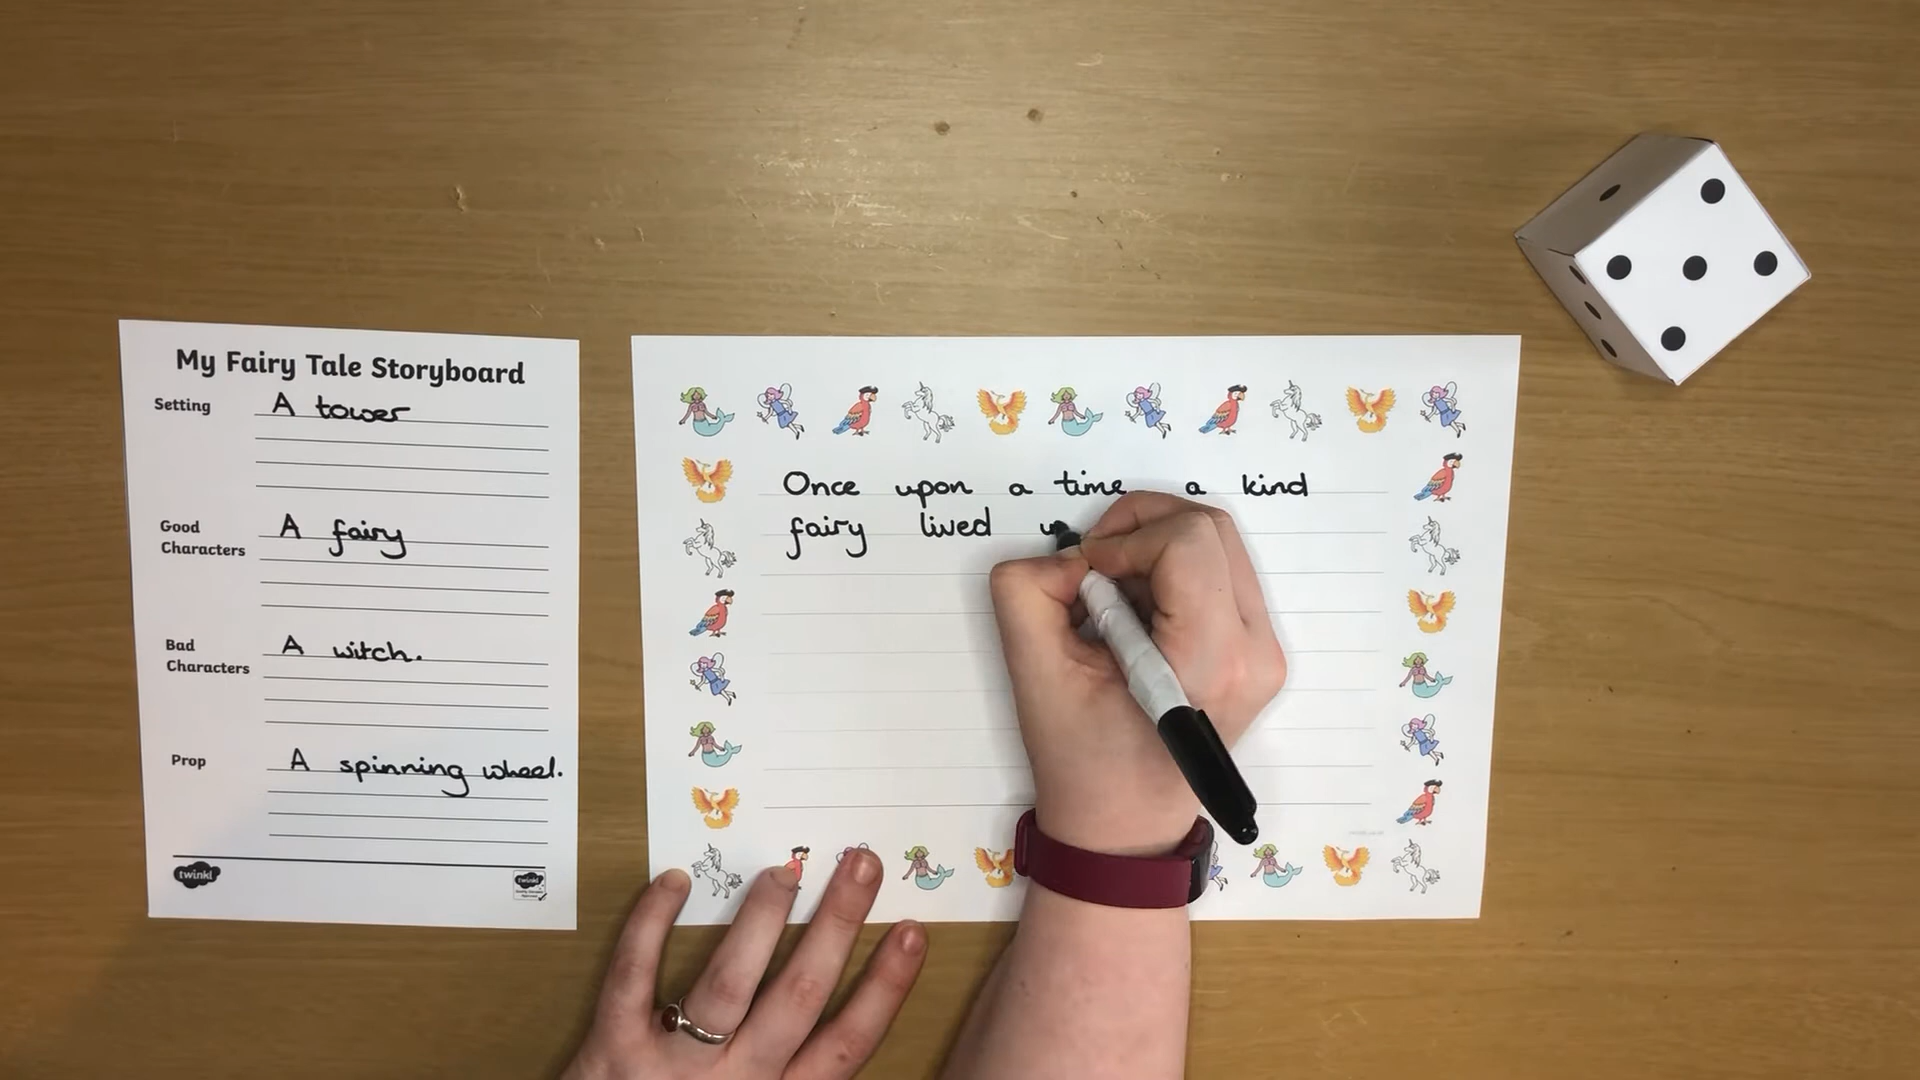 My Fairy Tale Storyboard
Setting
A tower
Good
Characters
A fairy
Bad
Characters
A witch.
Prop
A spinning wheel.
twinkl
twinkl
Once upon a time a kind
fairy lived